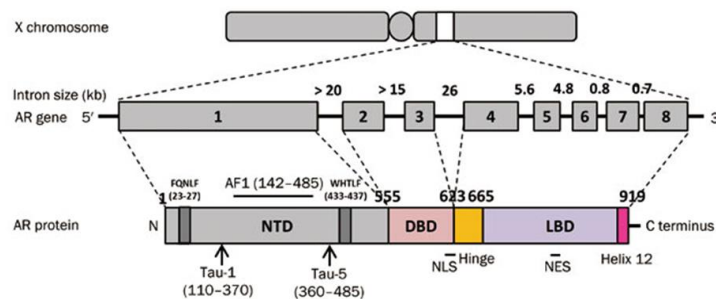 X chromosome
Intron size (kb) > 20 > 15 26 5.6 4.8 0.8 0.7
AR gene 5′ 1 2 3 4 5 6 7 8 3
FQNLF AF1 (142–485) WHTLF
(23-27) (433-437)
1 555 623 665 919
AR protein N NTD DBD LBD C terminus
NLS Hinge NES Helix 12
Tau-1 Tau-5
(110–370) (360–485)